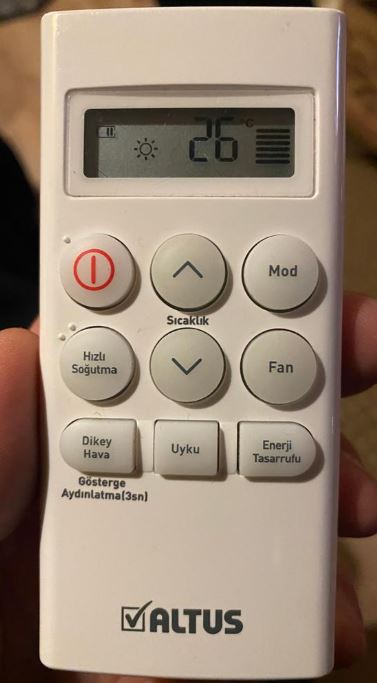 26 °C
Mod
Sıcaklık
Hızlı
Soğutma
Fan
Dikey
Hava
Uyku
Enerji
Tasarrufu
Gösterge
Aydınlatma(3sn)
ALTUS